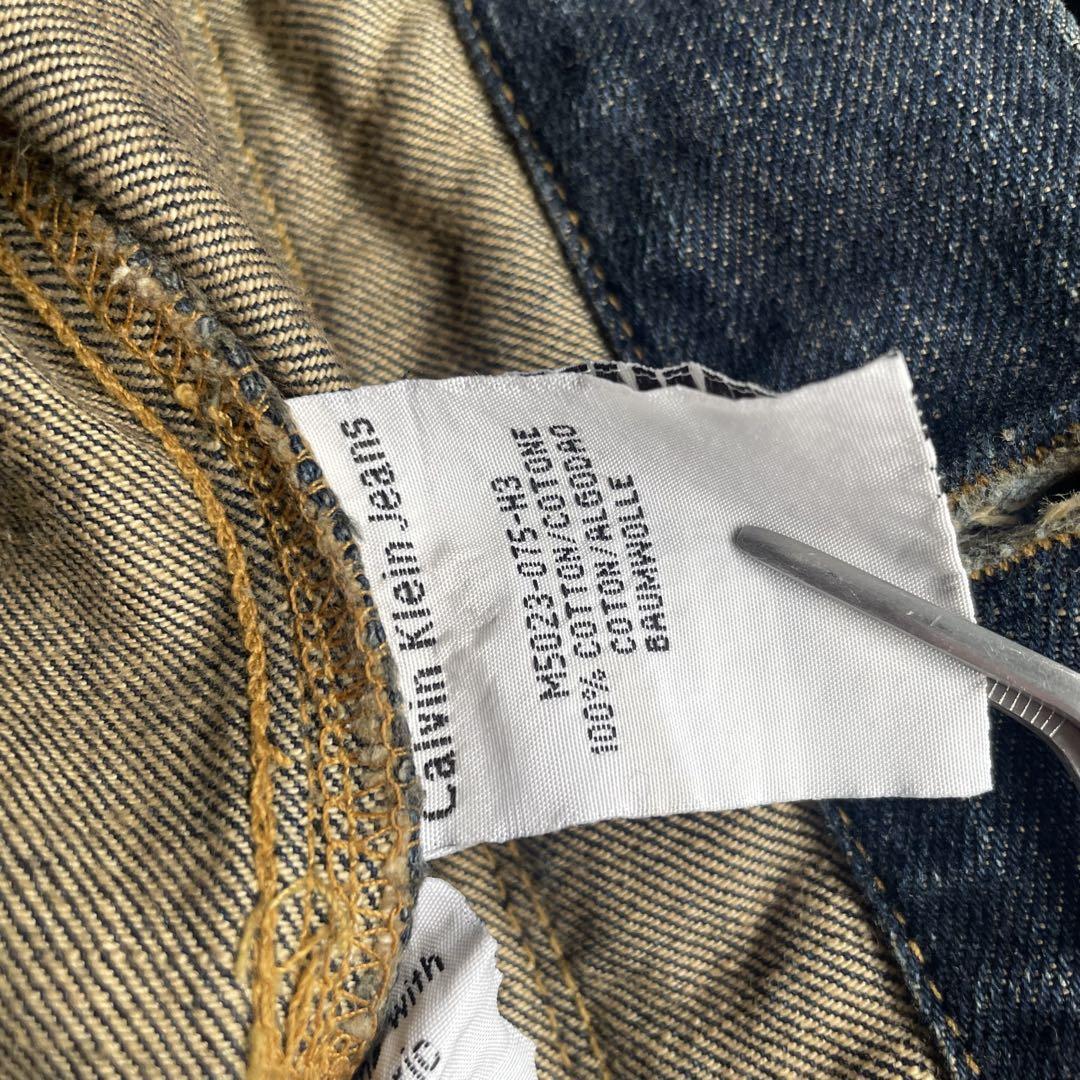 Calvin Klein Jeans
M5023-075-H3
100% COTTON/COTONE
COTON/ALGODAO
BAUMWOLLE
with